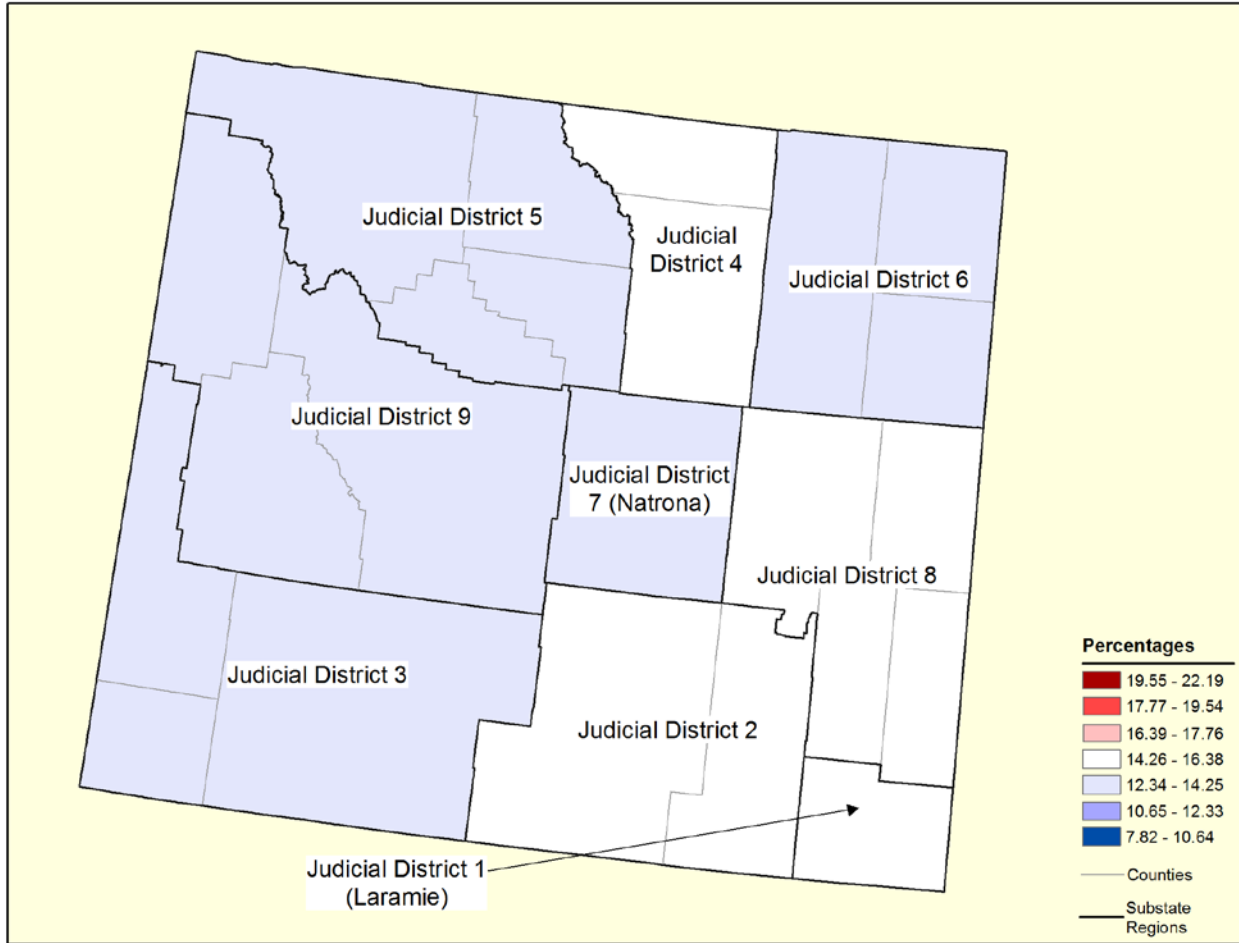 Judicial District 5
Judicial
District 4
Judicial District 6
Judicial District 9
Judicial District
7 (Natrona)
Judicial District 8
Judicial District 3
Judicial District 2
Judicial District 1
(Laramie)
Percentages
19.55 - 22.19
17.77 - 19.54
16.39 - 17.76
14.26 - 16.38
12.34 - 14.25
10.65 - 12.33
7.82 - 10.64
Counties
Substate
Regions